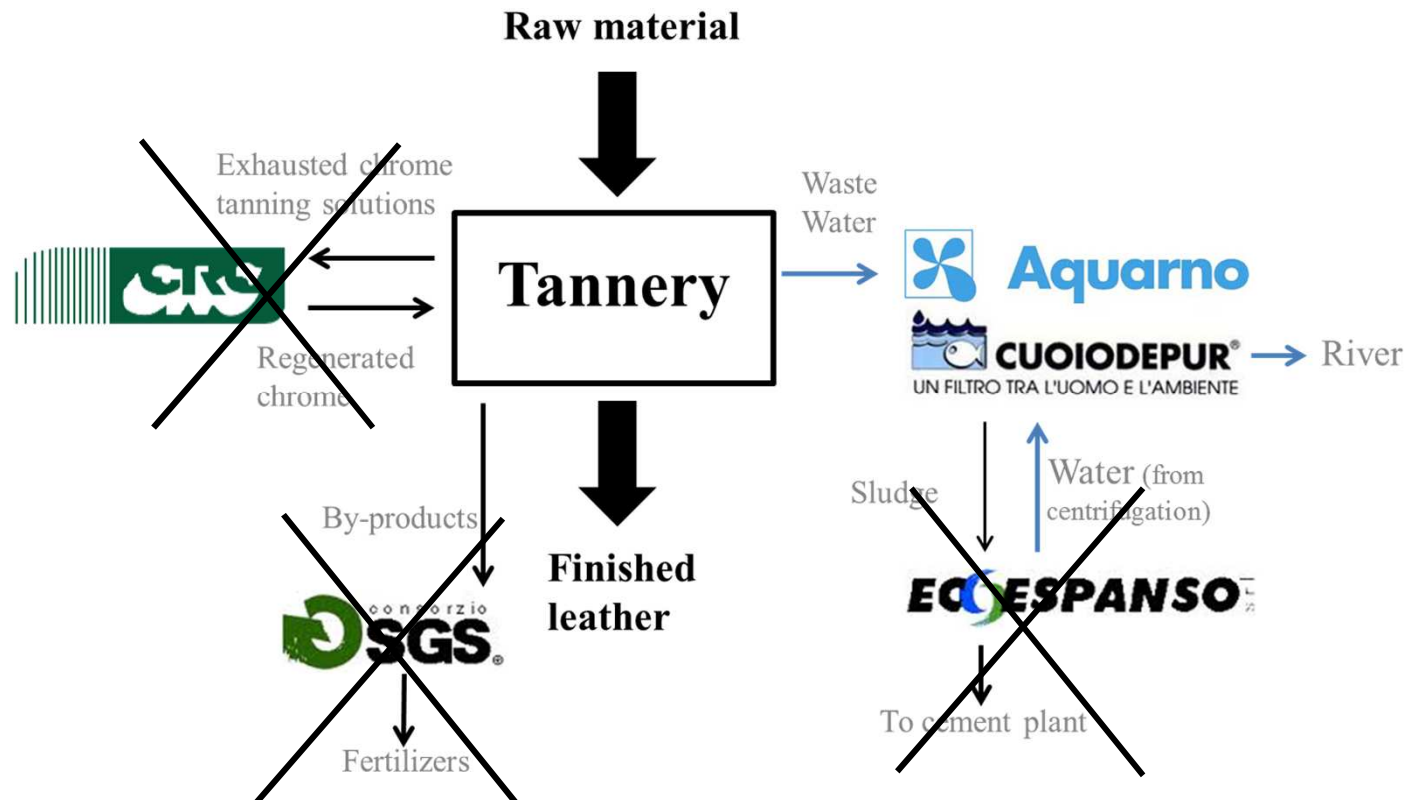 Raw material
Exhausted chrome
tanning solutions
Waste
Water
Tannery
Aquarno
CUOIODEPUR®
UN FILTRO TRA L'UOMO E L'AMBIENTE
River
Regenerated
chrome
By-products
Finished
leather
Sludge
Water (from
centrifugation)
consorzio
SGS®
ECOESPANSO
Fertilizers
To cement plant